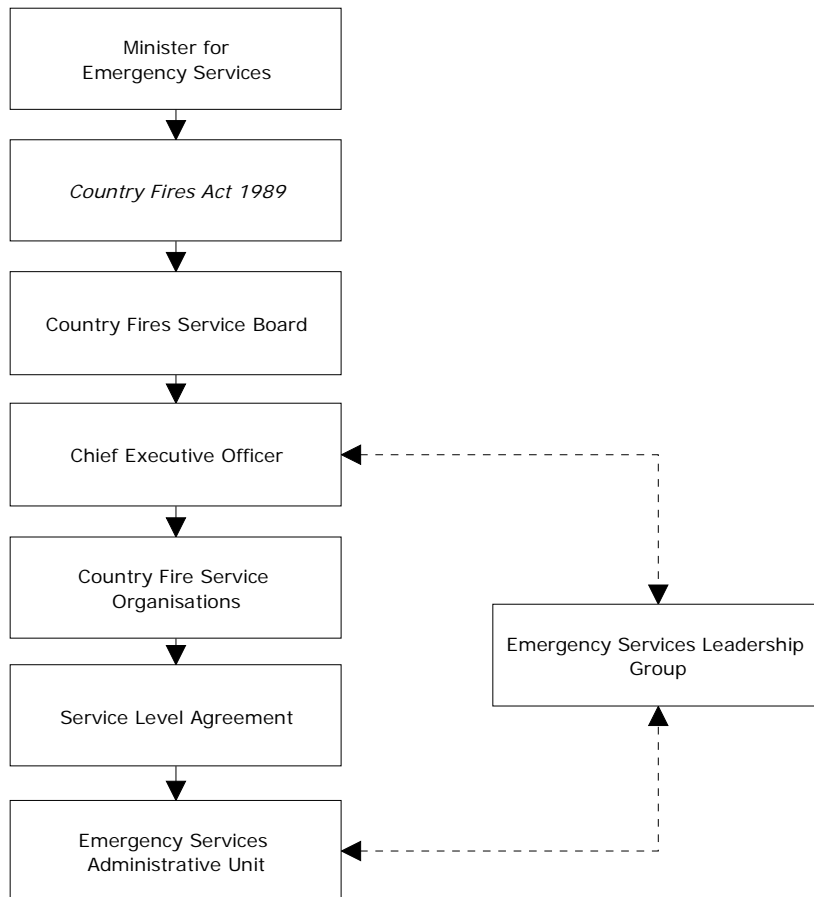 Minister for
Emergency Services
Country Fires Act 1989
Country Fires Service Board
Chief Executive Officer
Country Fire Service
Organisations
Emergency Services Leadership
Group
Service Level Agreement
Emergency Services
Administrative Unit